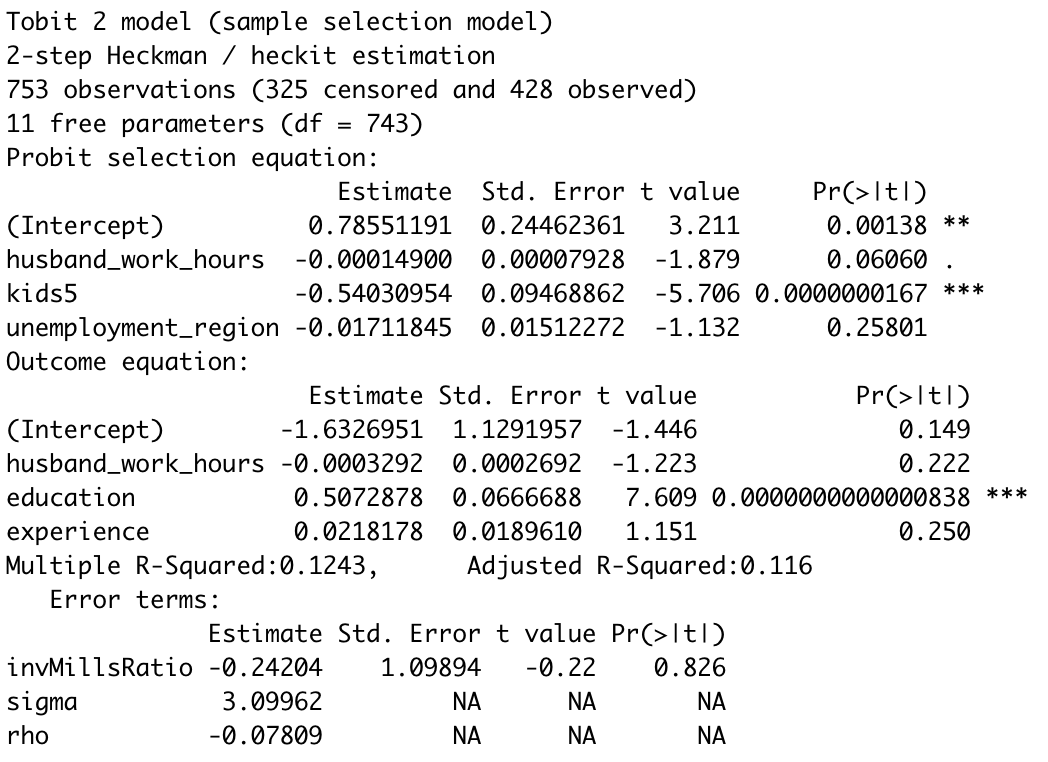 Tobit 2 model (sample selection model)
2-step Heckman / heckit estimation
753 observations (325 censored and 428 observed)
11 free parameters (df = 743)
Probit selection equation:
Estimate Std. Error t value Pr(>|t|)
(Intercept) 0.78551191 0.24462361 3.211 0.00138 **
husband_work_hours -0.00014900 0.00007928 -1.879 0.06060 .
kids5 -0.54030954 0.09468862 -5.706 0.0000000167 ***
unemployment_region -0.01711845 0.01512272 -1.132 0.25801
Outcome equation:
Estimate Std. Error t value Pr(>|t|)
(Intercept) -1.6326951 1.1291957 -1.446 0.149
husband_work_hours -0.0003292 0.0002692 -1.223 0.222
education 0.5072878 0.0666688 7.609 0.0000000000000838 ***
experience 0.0218178 0.0189610 1.151 0.250
Multiple R-Squared:0.1243, Adjusted R-Squared:0.116
Error terms:
Estimate Std. Error t value Pr(>|t|)
invMillsRatio -0.24204 1.09894 -0.22 0.826
sigma 3.09962 NA NA NA
rho -0.07809 NA NA NA